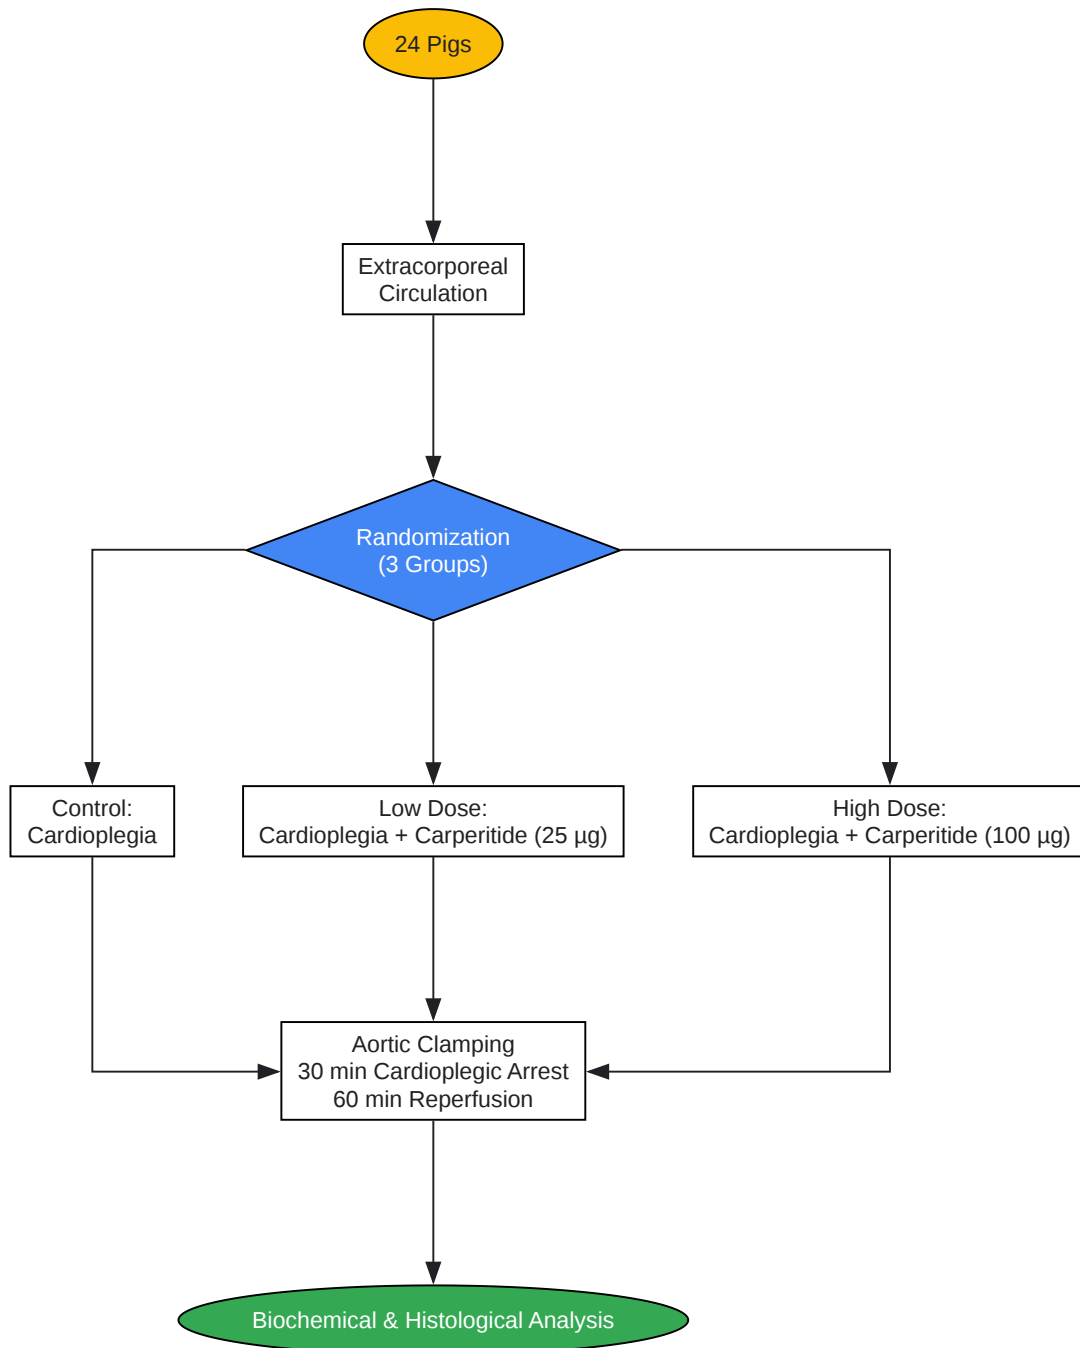 24 Pigs
Extracorporeal
Circulation
Randomization
(3 Groups)
Control:
Cardioplegia
Low Dose:
Cardioplegia + Carperitide (25 µg)
High Dose:
Cardioplegia + Carperitide (100 µg)
Aortic Clamping
30 min Cardioplegic Arrest
60 min Reperfusion
Biochemical & Histological Analysis